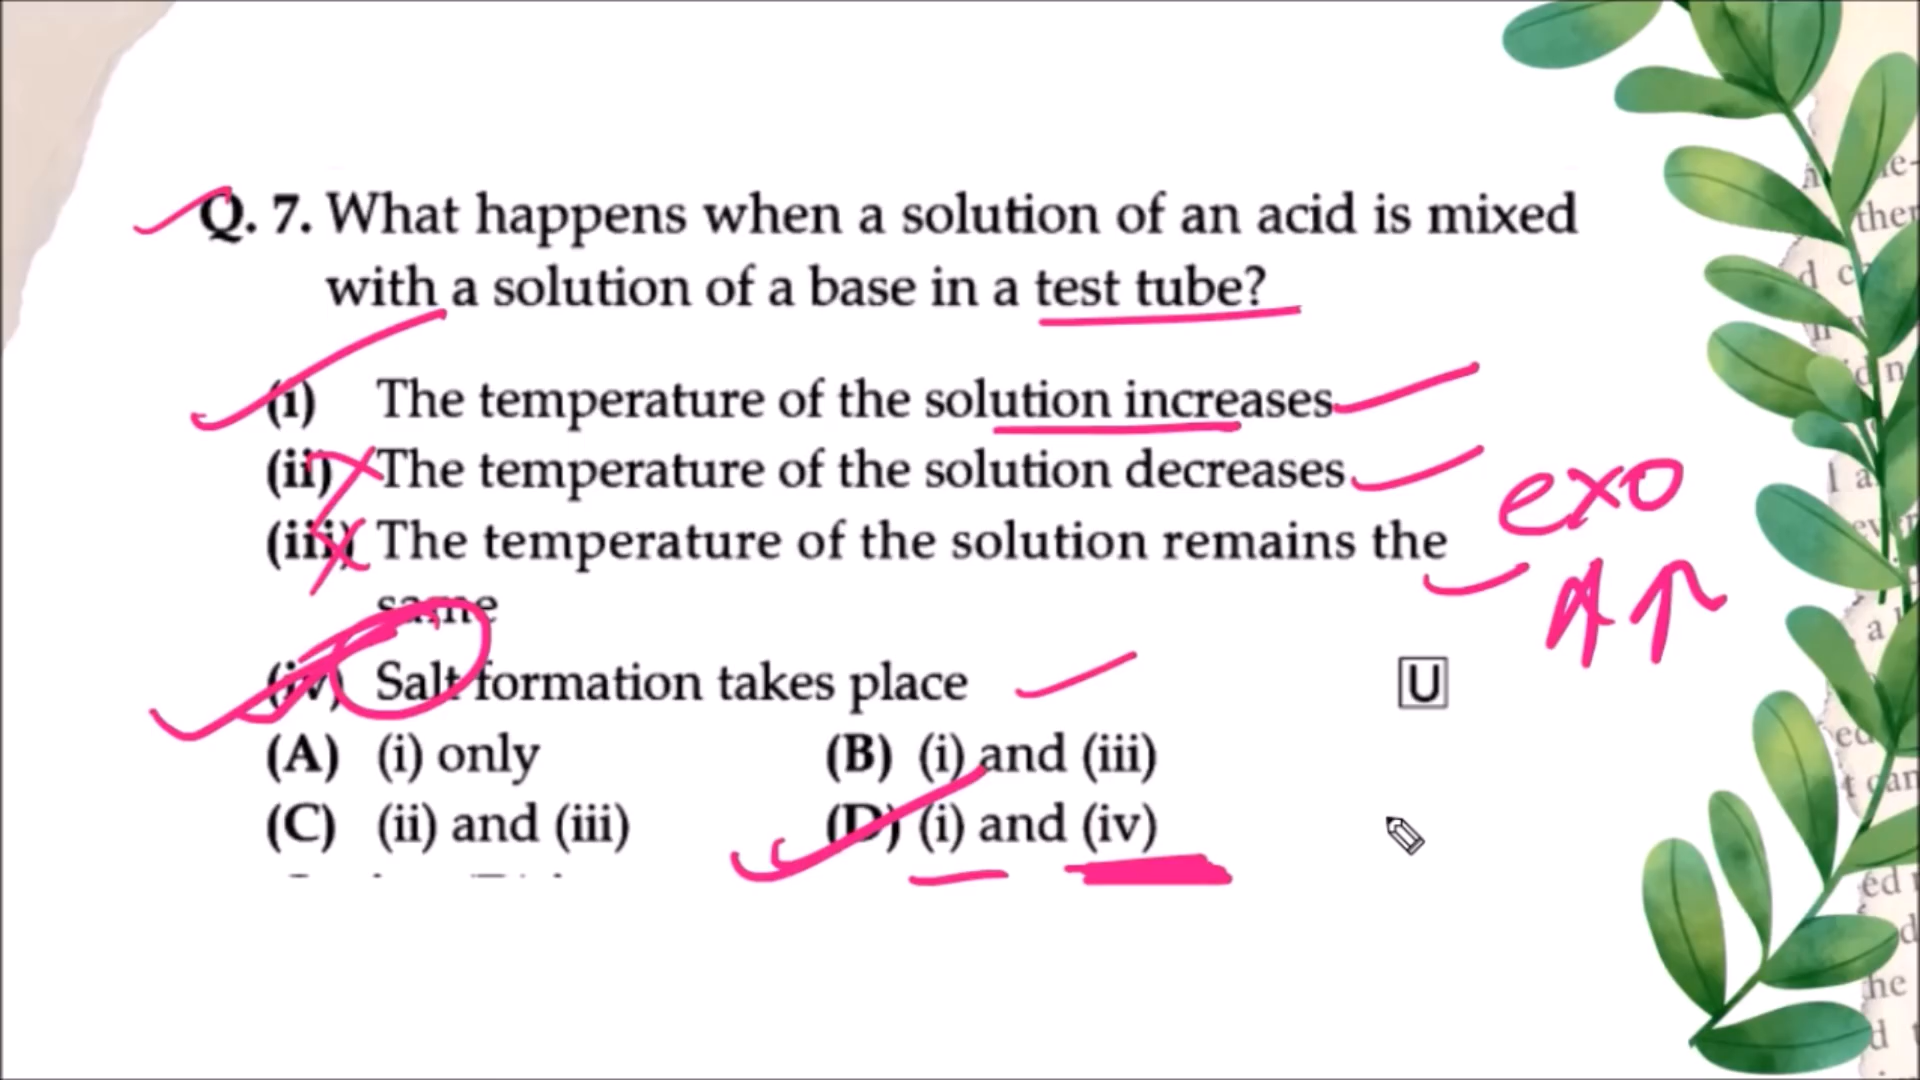 Q. 7. What happens when a solution of an acid is mixed
with a solution of a base in a test tube?
(i) The temperature of the solution increases
(ii) The temperature of the solution decreases
(iii) The temperature of the solution remains the
same
exo
(iv) Salt formation takes place U
(A) (i) only (B) (i) and (iii)
(C) (ii) and (iii) (D) (i) and (iv)